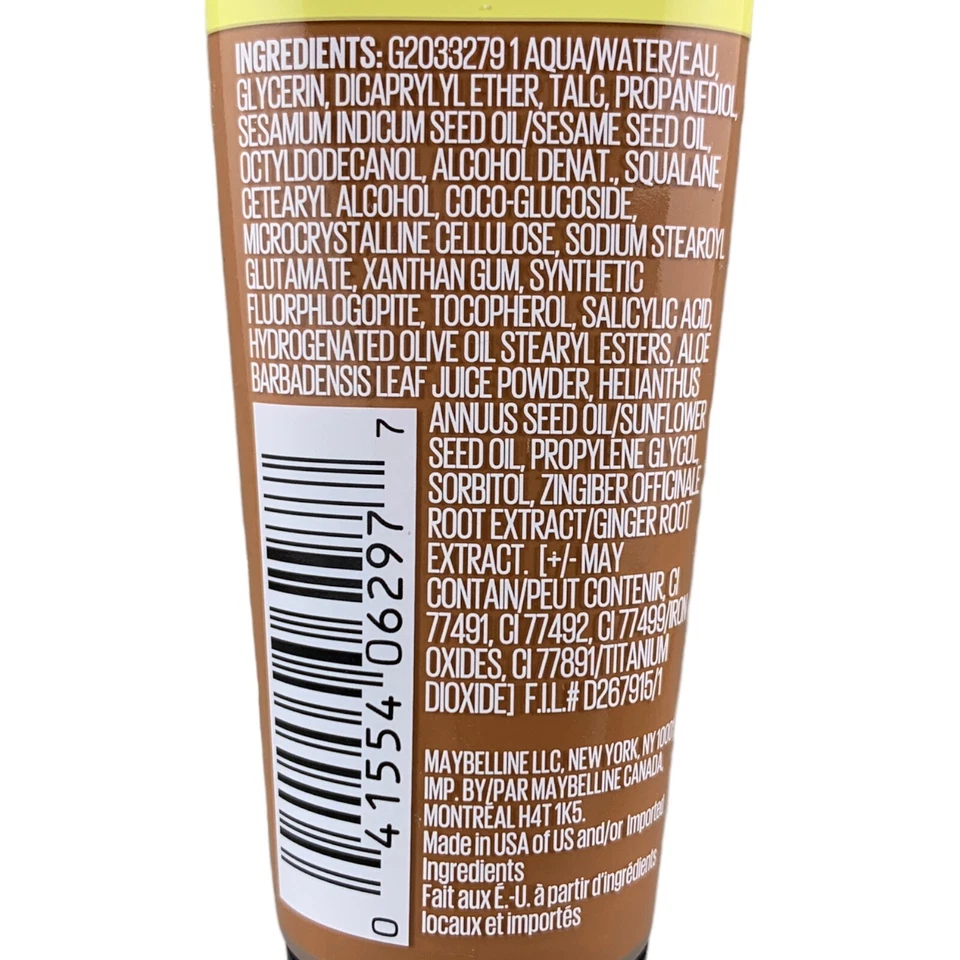 INGREDIENTS: G2033279 1 AQUA/WATER/EAU,
GLYCERIN, DICAPRYLYL ETHER, TALC, PROPANEDIOL,
SESAMUM INDICUM SEED OIL/SESAME SEED OIL,
OCTYLDODECANOL, ALCOHOL DENAT., SQUALANE,
CETEARYL ALCOHOL, COCO-GLUCOSIDE,
MICROCRYSTALLINE CELLULOSE, SODIUM STEAROYL
GLUTAMATE, XANTHAN GUM, SYNTHETIC
FLUORPHLOGOPITE, TOCOPHEROL, SALICYLIC ACID,
HYDROGENATED OLIVE OIL STEARYL ESTERS, ALOE
BARBADENSIS LEAF JUICE POWDER, HELIANTHUS
ANNUUS SEED OIL/SUNFLOWER
SEED OIL, PROPYLENE GLYCOL,
SORBITOL, ZINGIBER OFFICINALE
ROOT EXTRACT/GINGER ROOT
EXTRACT. [+/- MAY
CONTAIN/PEUT CONTENIR, CI
77491, CI 77492, CI 77499/IRON
OXIDES, CI 77891/TITANIUM
DIOXIDE] F.I.L.# D267915/1
MAYBELLINE LLC, NEW YORK, NY 1000
IMP. BY/PAR MAYBELLINE CANADA,
MONTRÉAL H4T 1K5.
Made in USA of US and/or Imported
Ingredients
Fait aux É.-U. à partir d'ingrédients
locaux et importés
0 41554 06297 7